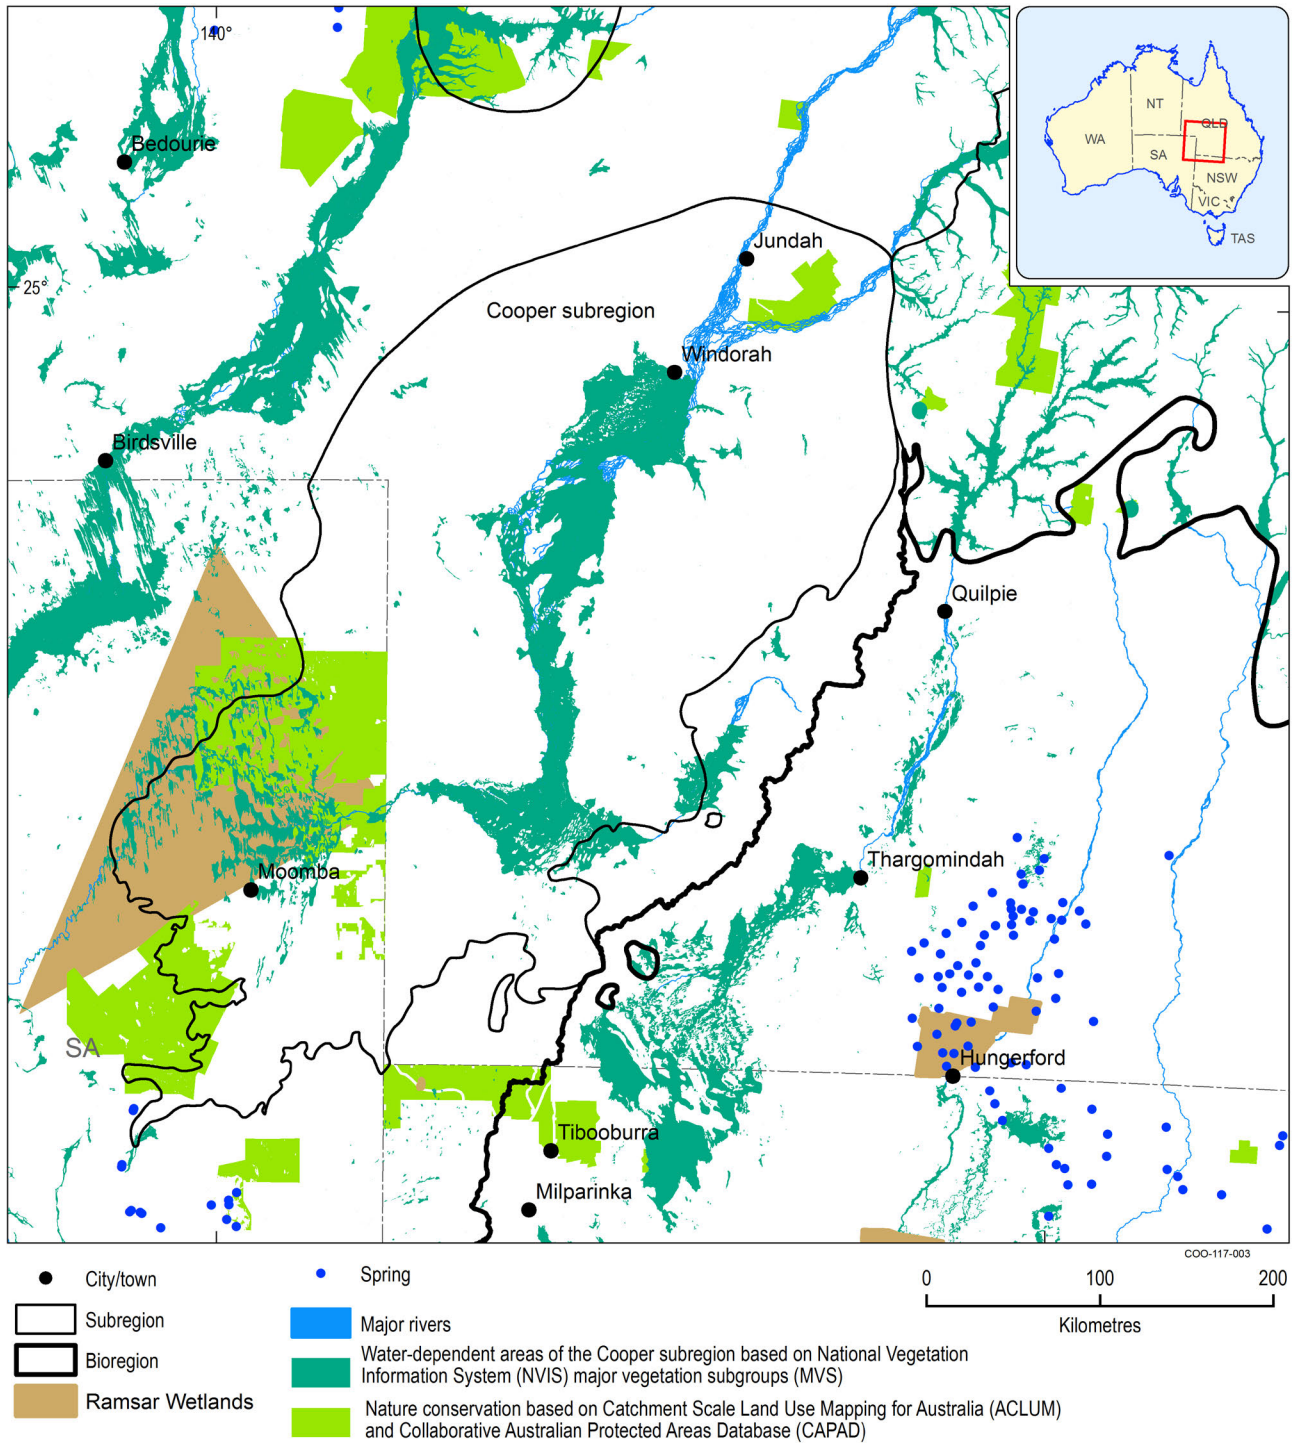 140°
NT
QLD
WA
SA
NSW
VIC
TAS
Bedourie
Jundah
25°
Cooper subregion
Windorah
Birdsville
Quilpie
Thargomindah
Moomba
SA
Hungerford
Tibooburra
Milparinka
COO-117-003
City/town
Spring
0 100 200
Kilometres
Subregion
Major rivers
Bioregion
Water-dependent areas of the Cooper subregion based on National Vegetation
Information System (NVIS) major vegetation subgroups (MVS)
Ramsar Wetlands
Nature conservation based on Catchment Scale Land Use Mapping for Australia (ACLUM)
and Collaborative Australian Protected Areas Database (CAPAD)